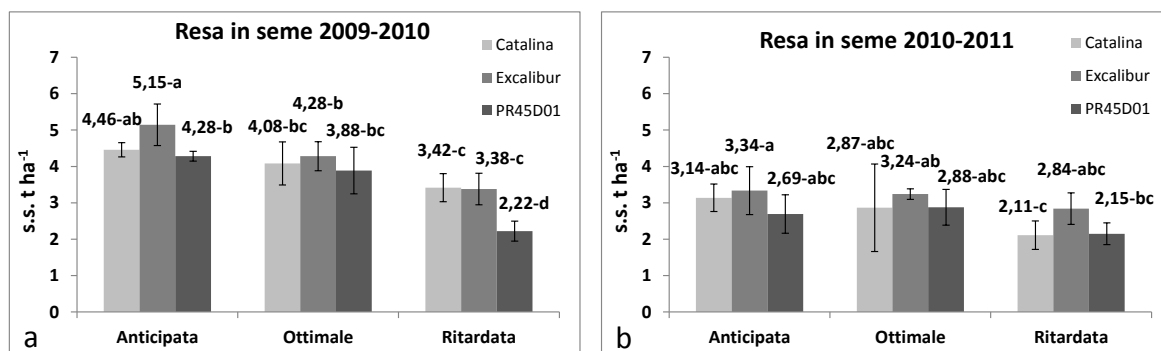 Resa in seme 2009-2010
Catalina
Excalibur
PR45D01
s.s. t ha-1
7
6
5
4
3
2
1
0
4,46-ab
5,15-a
4,28-b
4,08-bc
4,28-b
3,88-bc
3,42-c
3,38-c
2,22-d
Anticipata
Ottimale
Ritardata
a
Resa in seme 2010-2011
Catalina
Excalibur
PR45D01
s.s. t ha-1
7
6
5
4
3
2
1
0
3,14-abc
3,34-a
2,69-abc
2,87-abc
3,24-ab
2,88-abc
2,11-c
2,84-abc
2,15-bc
Anticipata
Ottimale
Ritardata
b